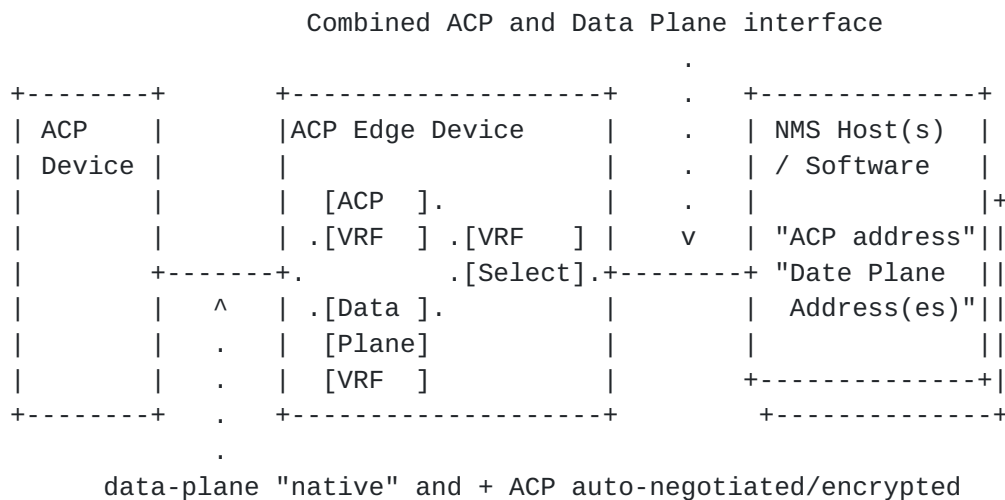 Combined ACP and Data Plane interface
.
+--------+       +--------------------+   .   +--------------+
| ACP    |       |ACP Edge Device     |   .   | NMS Host(s)  |
| Device |       |                    |   .   | / Software   |
|        |       |  [ACP  ].          |   .   |              |+
|        |       | .[VRF  ] .[VRF   ] |   v   | "ACP address"||
|        +-------+.         .[Select].+--------+ "Date Plane  ||
|        |   ^   | .[Data ].          |       |  Address(es)"||
|        |   .   |  [Plane]           |       |              ||
|        |   .   |  [VRF  ]           |       +--------------+|
+--------+   .   +--------------------+        +--------------+
.
data-plane "native" and + ACP auto-negotiated/encrypted